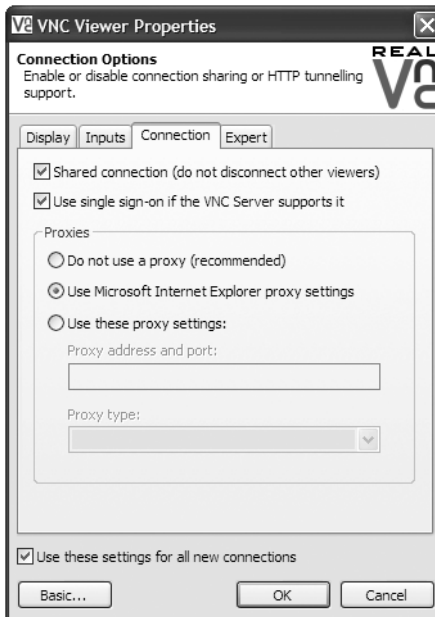 VNC Viewer Properties
Connection Options
Enable or disable connection sharing or HTTP tunnelling
support.
REAL
VNC
Display Inputs Connection Expert
Shared connection (do not disconnect other viewers)
Use single sign-on if the VNC Server supports it
Proxies
Do not use a proxy (recommended)
Use Microsoft Internet Explorer proxy settings
Use these proxy settings:
Proxy address and port:
Proxy type:
Use these settings for all new connections
Basic... OK Cancel